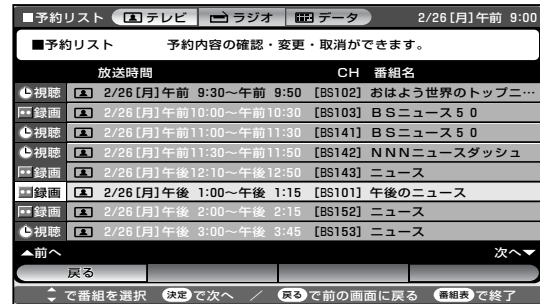 ■予約リスト テレビ ラジオ データ 2/26[月]午前 9:00
■予約リスト 予約内容の確認・変更・取消ができます。
放送時間 CH 番組名
視聴 2/26[月]午前 9:30〜午前 9:50 [BS102] おはよう世界のトップニ…
録画 2/26[月]午前10:00〜午前10:30 [BS103] BSニュース50
視聴 2/26[月]午前11:00〜午前11:30 [BS141] BSニュース50
視聴 2/26[月]午前11:30〜午前11:50 [BS142] NNNニュースダッシュ
録画 2/26[月]午後12:10〜午後12:50 [BS143] ニュース
録画 2/26[月]午後 1:00〜午後 1:15 [BS101] 午後のニュース
録画 2/26[月]午後 2:00〜午後 2:15 [BS152] ニュース
視聴 2/26[月]午後 3:00〜午後 3:45 [BS153] ニュース
▲前へ 次へ▼
戻る
で番組を選択 決定で次へ / 戻るで前の画面に戻る 番組表で終了